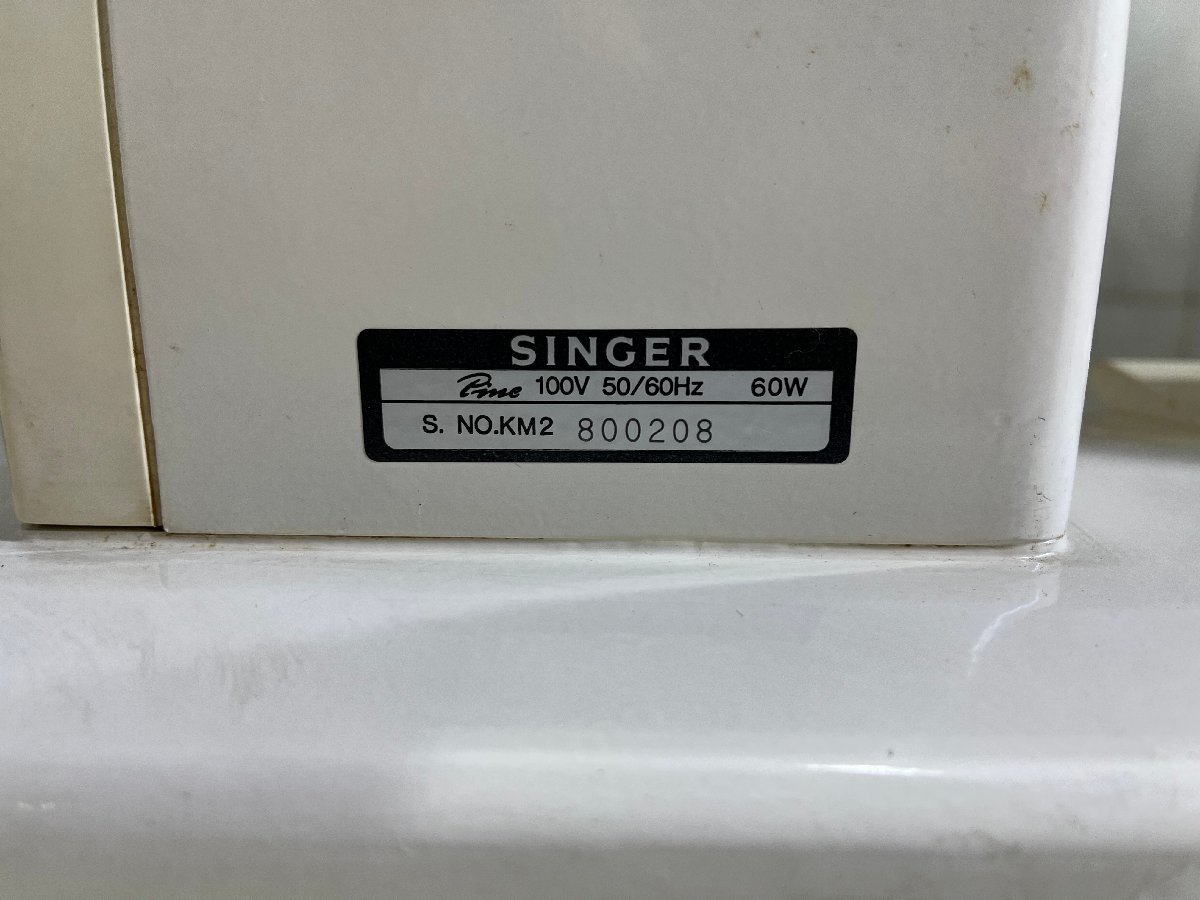 SINGER
Pine 100V 50/60Hz 60W
S. NO.KM2 800208